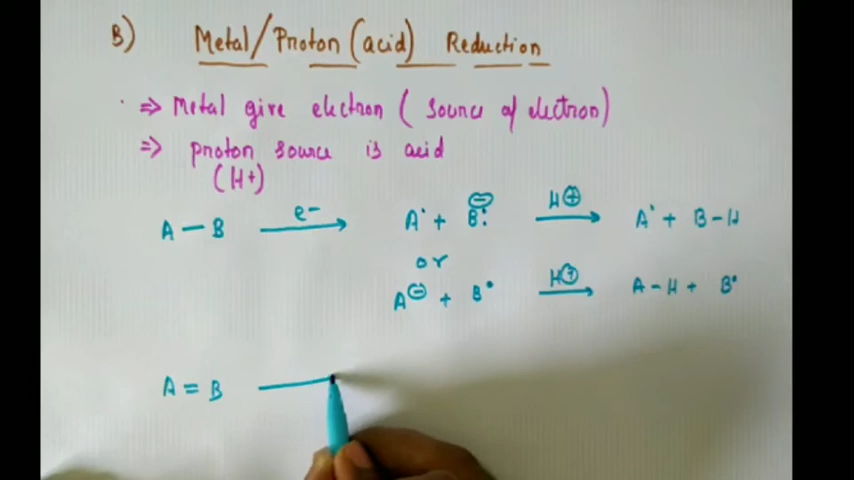 B) Metal/Proton(acid) Reduction
⇒ Metal give electron ( Source of electron)
⇒ proton source is acid
(H+)
A — B —e-→ A• + B:⊖ —H⊕→ A• + B-H
or
A⊖ + B• —H⊕→ A-H + B•
A = B